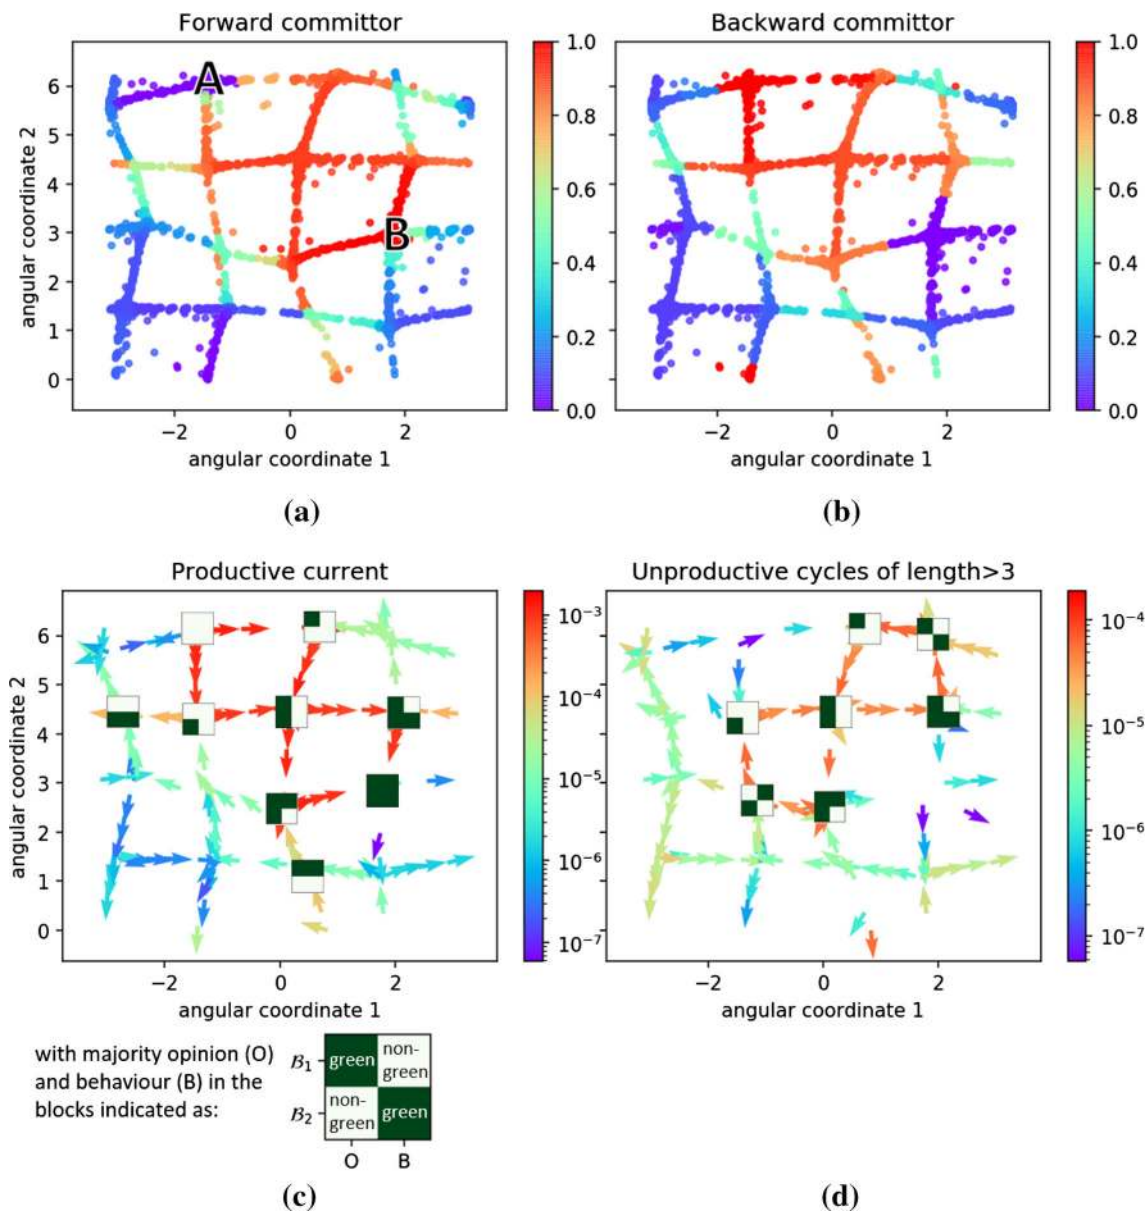 Forward committor
A
B
angular coordinate 2
6
5
4
3
2
1
0
−2
0
2
angular coordinate 1
1.0
0.8
0.6
0.4
0.2
0.0
(a)
Backward committor
−2
0
2
angular coordinate 1
1.0
0.8
0.6
0.4
0.2
0.0
(b)
Productive current
angular coordinate 2
6
5
4
3
2
1
0
−2
0
2
angular coordinate 1
10⁻³
10⁻⁴
10⁻⁵
10⁻⁶
10⁻⁷
with majority opinion (O)
and behaviour (B) in the
blocks indicated as:
ℬ₁
green
non-
green
ℬ₂
non-
green
green
O
B
(c)
Unproductive cycles of length>3
−2
0
2
angular coordinate 1
10⁻⁴
10⁻⁵
10⁻⁶
10⁻⁷
(d)